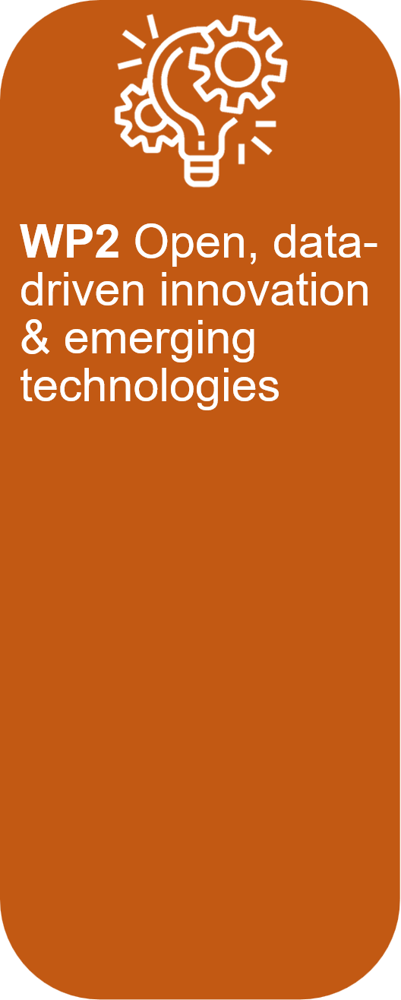 WP2 Open, data-
driven innovation
& emerging
technologies